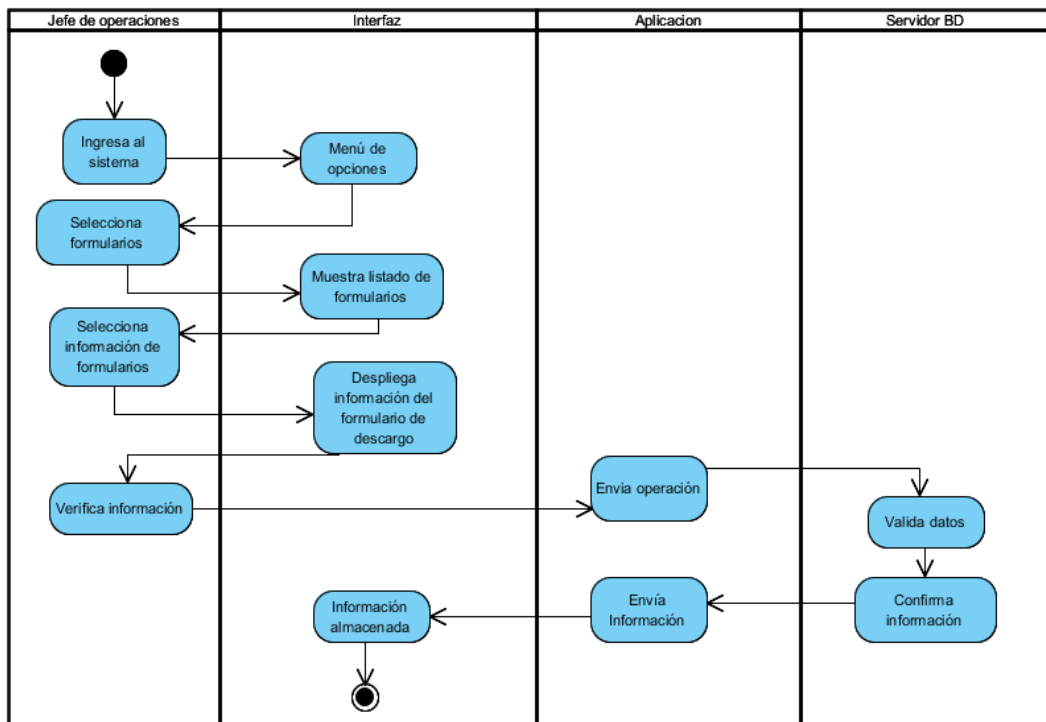 Jefe de operaciones
Interfaz
Aplicacion
Servidor BD
Ingresa al
sistema
Menú de
opciones
Selecciona
formularios
Muestra listado de
formularios
Selecciona
información de
formularios
Despliega
información del
formulario de
descargo
Verifica información
Envia operación
Valida datos
Confirma
información
Envía
Información
Información
almacenada